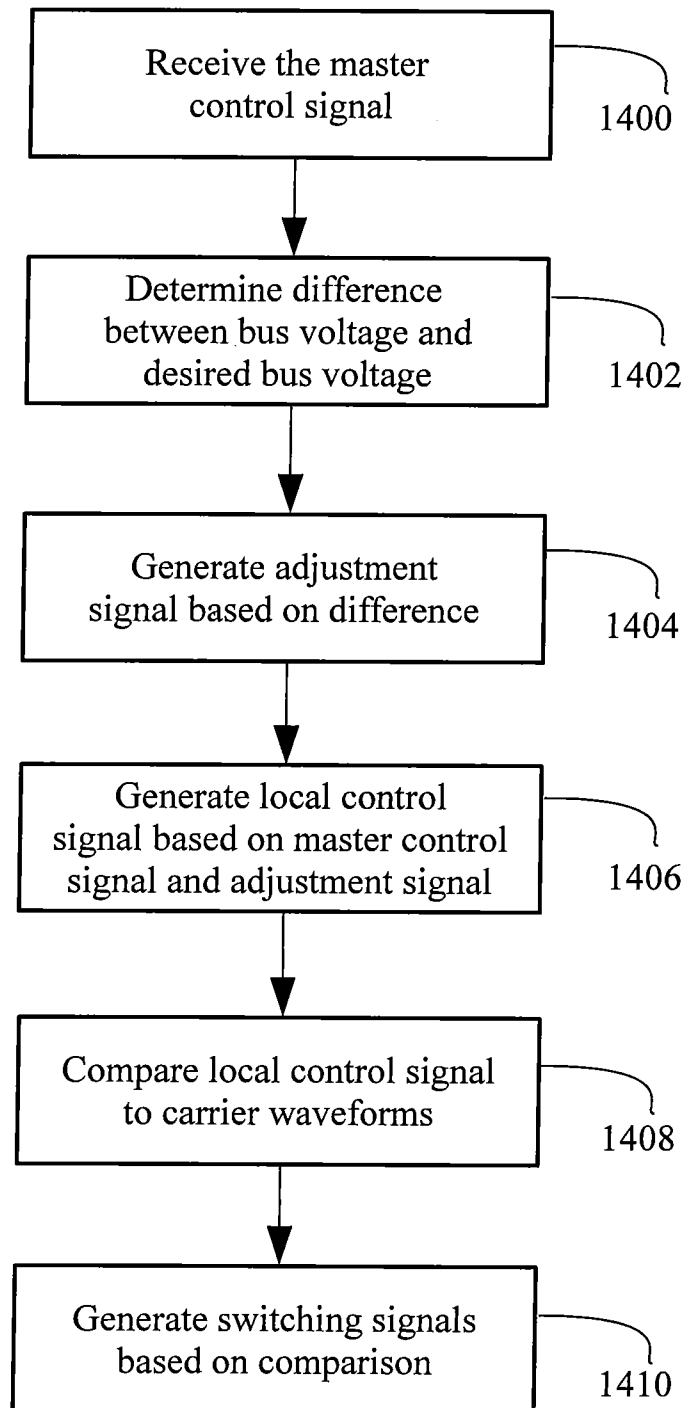 Receive the master
control signal
1400
Determine difference
between bus voltage and
desired bus voltage
1402
Generate adjustment
signal based on difference
1404
Generate local control
signal based on master control
signal and adjustment signal
1406
Compare local control signal
to carrier waveforms
1408
Generate switching signals
based on comparison
1410